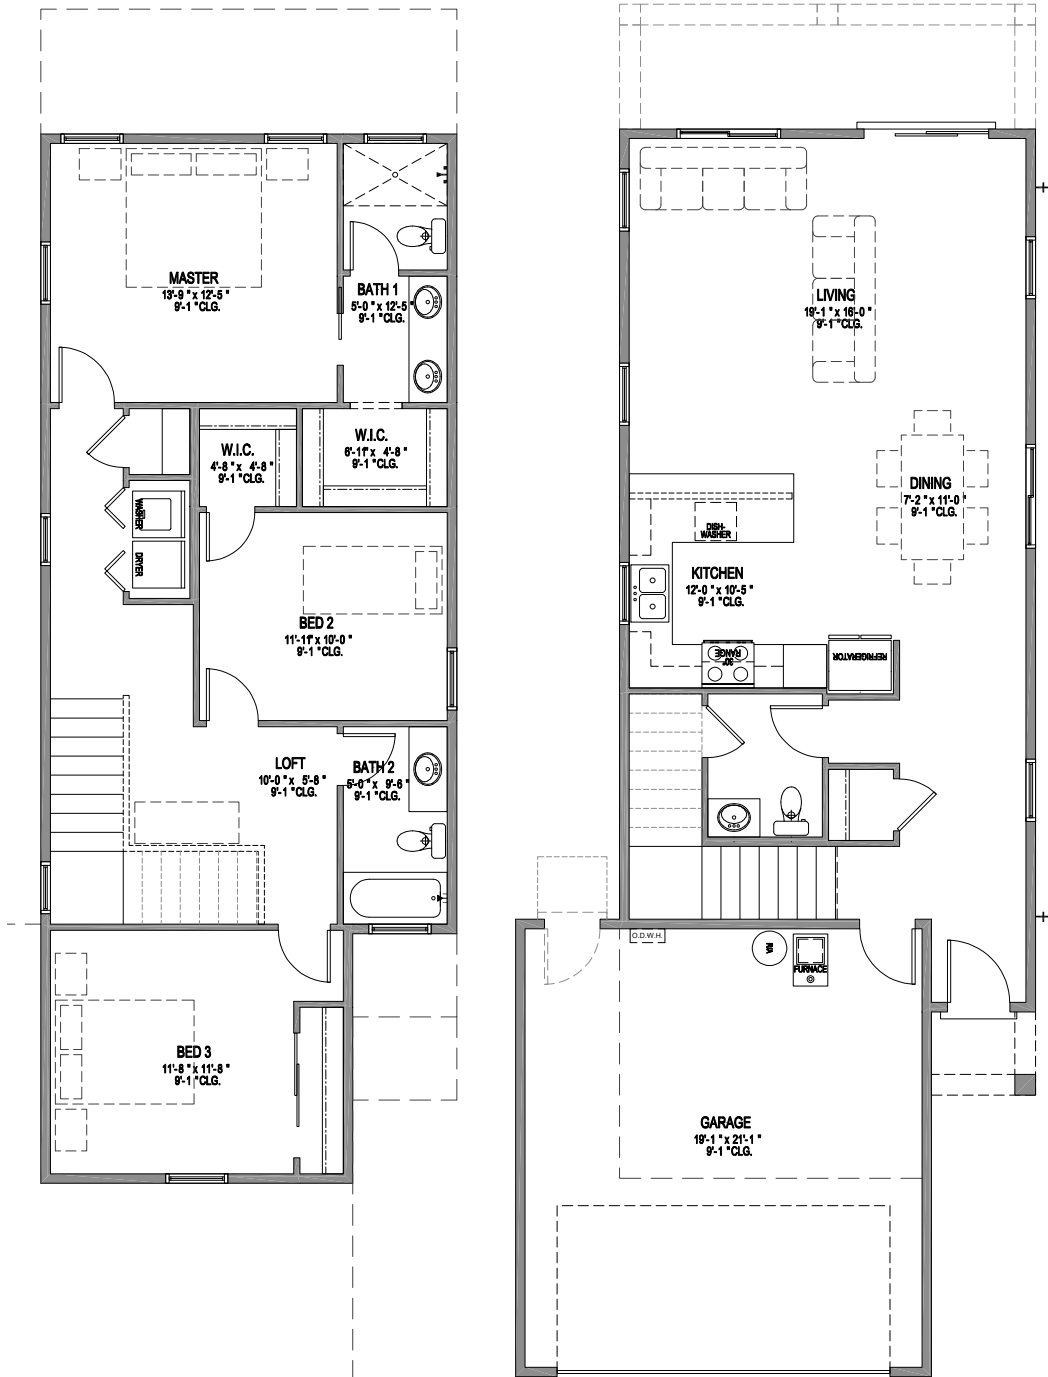 MASTER
13'-9 " x 12'-5 "
9'-1 "CLG.
BATH 1
5'-0 " x 12'-5 "
9'-1 "CLG.
W.I.C.
4'-8 " x 4'-8 "
9'-1 "CLG.
W.I.C.
6'-11" x 4'-8 "
9'-1 "CLG.
WASHER
DRYER
BED 2
11'-11" x 10'-0 "
9'-1 "CLG.
LOFT
10'-0 " x 5'-8 "
9'-1 "CLG.
BATH 2
5'-0 " x 9'-6 "
9'-1 "CLG.
BED 3
11'-8 " x 11'-8 "
9'-1 "CLG.
LIVING
19'-1 " x 16'-0 "
9'-1 "CLG.
DINING
7'-2 " x 11'-0 "
9'-1 "CLG.
DISH-
WASHER
KITCHEN
12'-0 " x 10'-5 "
9'-1 "CLG.
30"
RANGE
REFRIGERATOR
O.D.W.H.
R/A
FURNACE
GARAGE
19'-1 " x 21'-1 "
9'-1 "CLG.